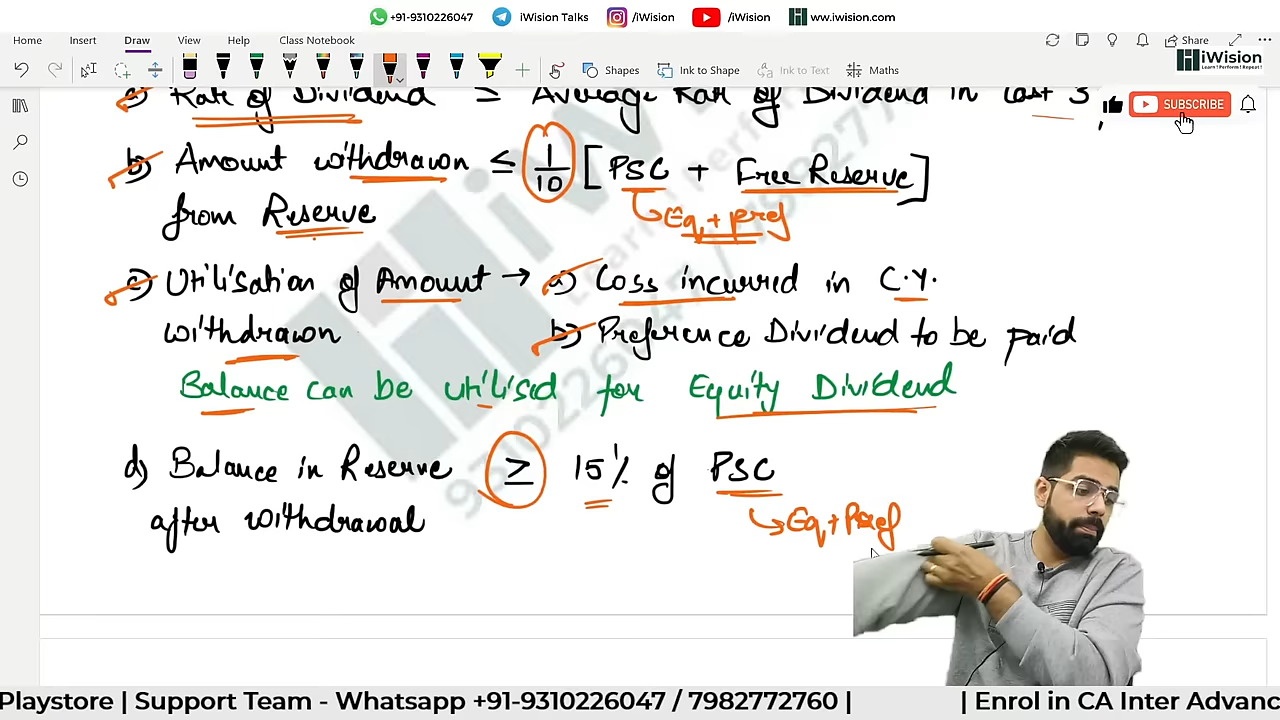 +91-9310226047 iWision Talks /iWision /iWision ww.iwision.com
ome Insert Draw View Help Class Notebook Share
Shapes Ink to Shape Ink to Text Maths
iWision
Learn ! Perform ! Repeat !
SUBSCRIBE
Rate of Dividend ≤ Average Rate of Dividend in last 3
b) Amount withdrawn ≤ 1/10 [PSC + Free Reserve]
from Reserve
Eq + pref
c) Utilisation of Amount → a) Loss incurred in C.Y.
withdrawn b) Preference Dividend to be paid
Balance can be utilised for Equity Dividend
d) Balance in Reserve ≥ 15% of PSC
after withdrawal
Eq + Pref
Playstore | Support Team - Whatsapp +91-9310226047 / 7982772760 | | Enrol in CA Inter Advanc